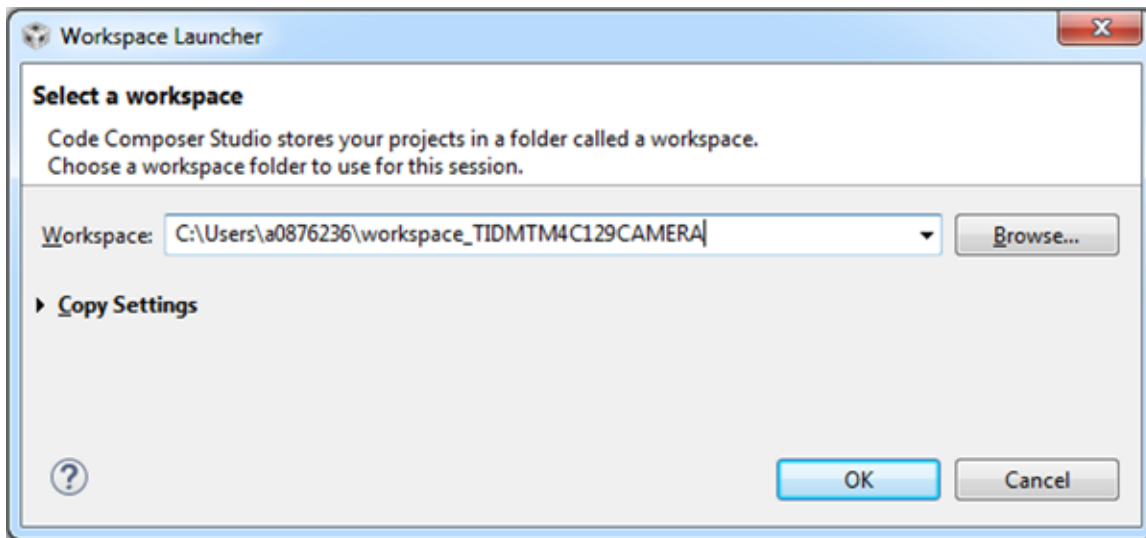 Workspace Launcher
Select a workspace
Code Composer Studio stores your projects in a folder called a workspace.
Choose a workspace folder to use for this session.
Workspace: C:\Users\a0876236\workspace_TIDMTM4C129CAMERA Browse...
Copy Settings
? OK Cancel